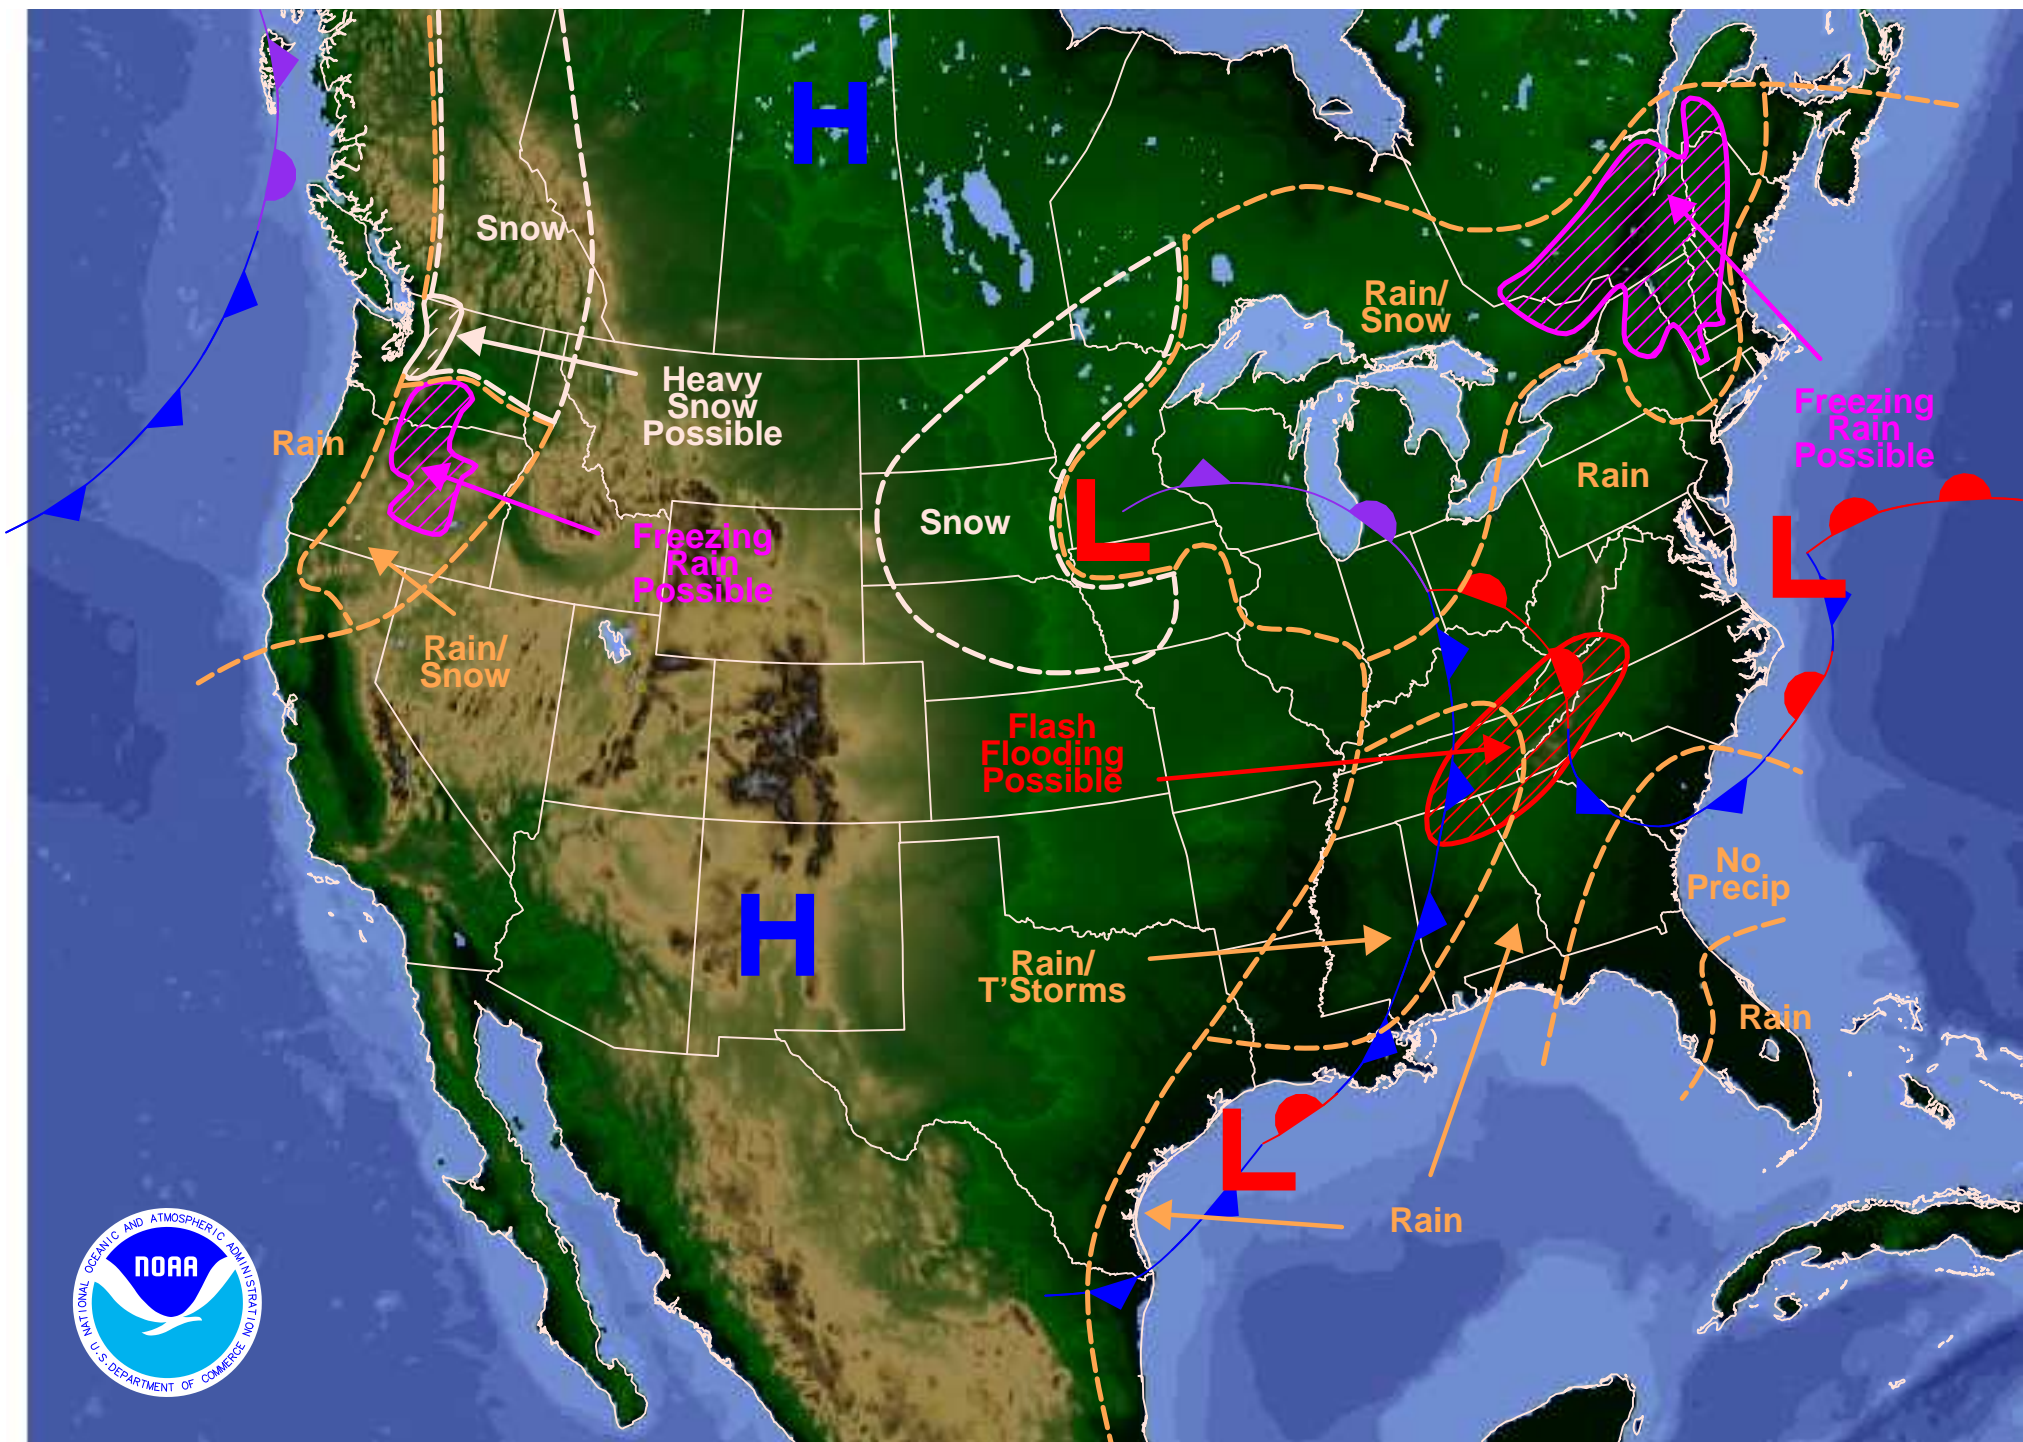 H
Snow
Rain/
Snow
Heavy
Snow
Possible
Freezing
Rain
Possible
Rain
Rain
Snow
L
L
Freezing
Rain
Possible
Rain/
Snow
Flash
Flooding
Possible
No
Precip
H
Rain/
T'Storms
Rain
L
Rain
NATIONAL OCEANIC AND ATMOSPHERIC ADMINISTRATION
NOAA
U.S. DEPARTMENT OF COMMERCE